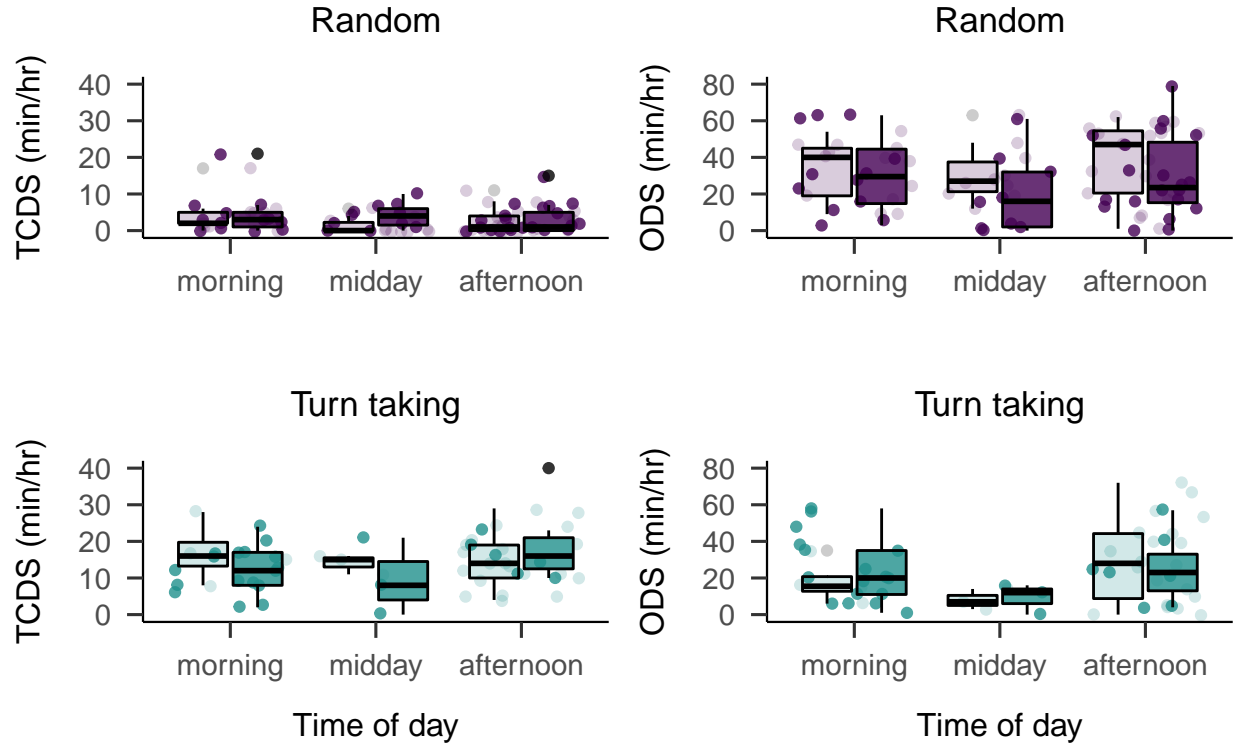 Random
TCDS (min/hr)
40
30
20
10
0
morning midday afternoon
Random
ODS (min/hr)
80
60
40
20
0
morning midday afternoon
Turn taking
TCDS (min/hr)
40
30
20
10
0
morning midday afternoon
Time of day
Turn taking
ODS (min/hr)
80
60
40
20
0
morning midday afternoon
Time of day